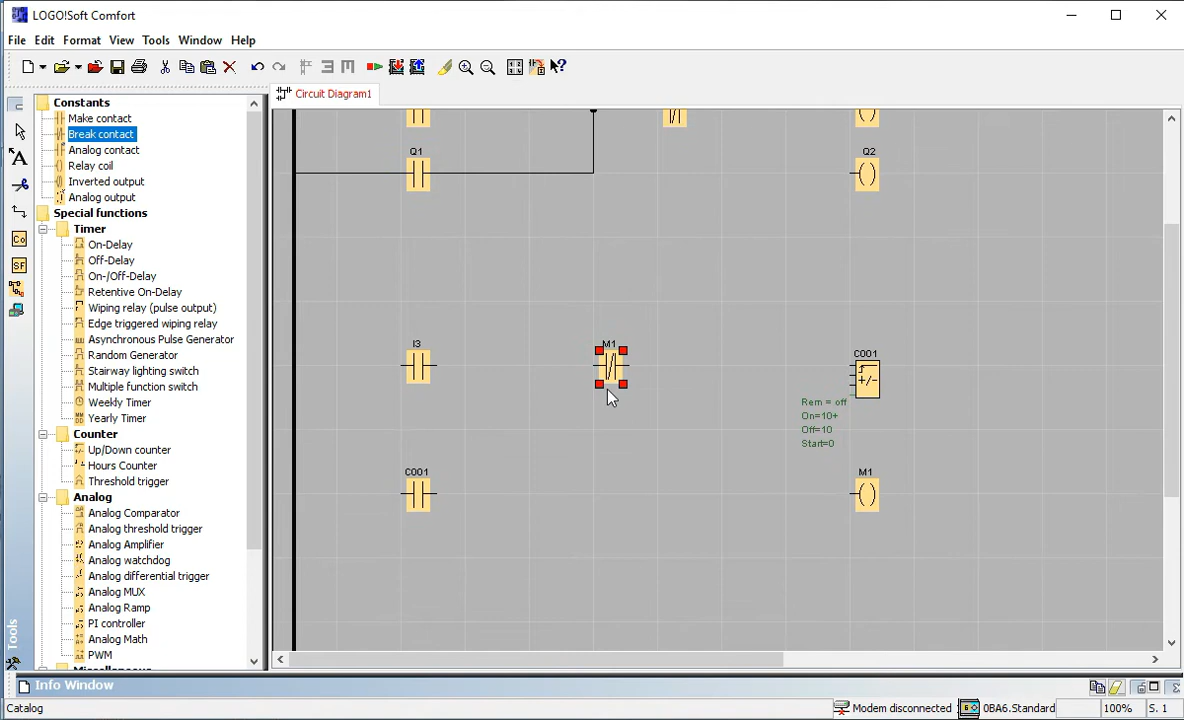 LOGO!Soft Comfort
File Edit Format View Tools Window Help
Circuit Diagram1
Constants
Make contact
Break contact
Analog contact
Relay coil
Inverted output
Analog output
Special functions
Timer
On-Delay
Off-Delay
On-/Off-Delay
Retentive On-Delay
Wiping relay (pulse output)
Edge triggered wiping relay
Asynchronous Pulse Generator
Random Generator
Stairway lighting switch
Multiple function switch
Weekly Timer
Yearly Timer
Counter
Up/Down counter
Hours Counter
Threshold trigger
Analog
Analog Comparator
Analog threshold trigger
Analog Amplifier
Analog watchdog
Analog differential trigger
Analog MUX
Analog Ramp
PI controller
Analog Math
PWM
Co
SF
Tools
Q1
Q2
I3
M1
C001
+/-
Rem = off
On=10+
Off=10
Start=0
C001
M1
Info Window
Catalog
Modem disconnected
0BA6.Standard
100%
S. 1